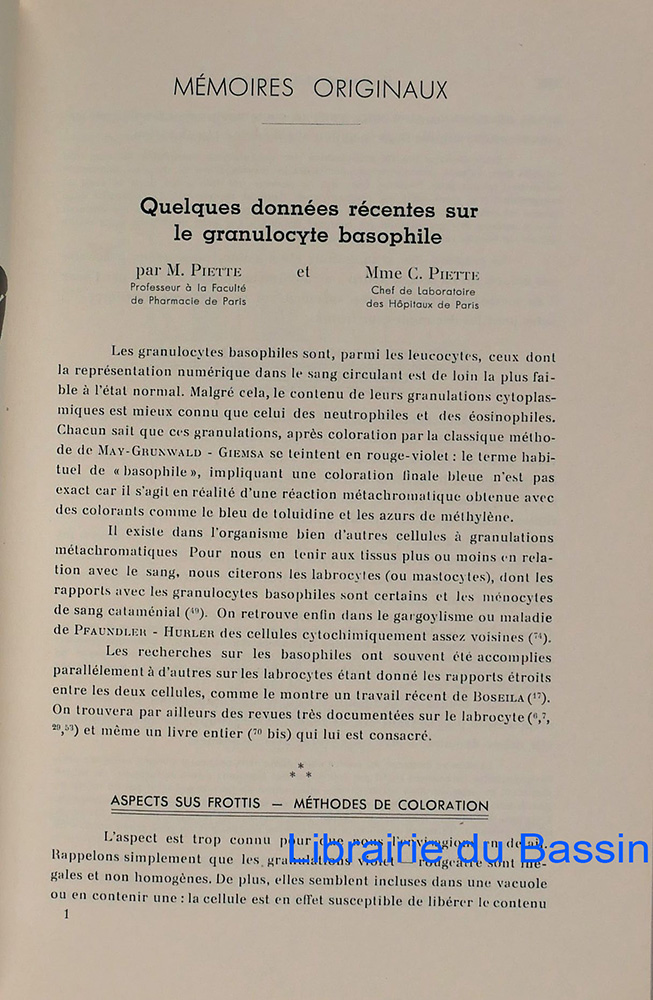 MÉMOIRES ORIGINAUX
Quelques données récentes sur
le granulocyte basophile
par M. PIETTE et Mme C. PIETTE
Professeur à la Faculté Chef de Laboratoire
de Pharmacie de Paris des Hôpitaux de Paris
Les granulocytes basophiles sont, parmi les leucocytes, ceux dont
la représentation numérique dans le sang circulant est de loin la plus fai-
ble à l'état normal. Malgré cela, le contenu de leurs granulations cytoplas-
miques est mieux connu que celui des neutrophiles et des éosinophiles.
Chacun sait que ces granulations, après coloration par la classique métho-
de de MAY-GRUNWALD - GIEMSA se teintent en rouge-violet : le terme habi-
tuel de « basophile », impliquant une coloration finale bleue n'est pas
exact car il s'agit en réalité d'une réaction métachromatique obtenue avec
des colorants comme le bleu de toluidine et les azurs de méthylène.
Il existe dans l'organisme bien d'autres cellules à granulations
métachromatiques Pour nous en tenir aux tissus plus ou moins en rela-
tion avec le sang, nous citerons les labrocytes (ou mastocytes), dont les
rapports avec les granulocytes basophiles sont certains et les ménocytes
de sang cataménial (⁴⁹). On retrouve enfin dans le gargoylisme ou maladie
de PFAUNDLER - HURLER des cellules cytochimiquement assez voisines (⁷⁴).
Les recherches sur les basophiles ont souvent été accomplies
parallèlement à d'autres sur les labrocytes étant donné les rapports étroits
entre les deux cellules, comme le montre un travail récent de BOSEILA (¹⁷).
On trouvera par ailleurs des revues très documentées sur le labrocyte (⁶,⁷,
²⁹,⁵³) et même un livre entier (⁷⁰ bis) qui lui est consacré.
*
* *
ASPECTS SUS FROTTIS — MÉTHODES DE COLORATION
L'aspect est trop connu pour que nous l'envisagions en détail.
Rappelons simplement que les granulations violet - rougeâtre sont iné-
gales et non homogènes. De plus, elles semblent incluses dans une vacuole
ou en contenir une : la cellule est en effet susceptible de libérer le contenu
1
Librairie du Bassin